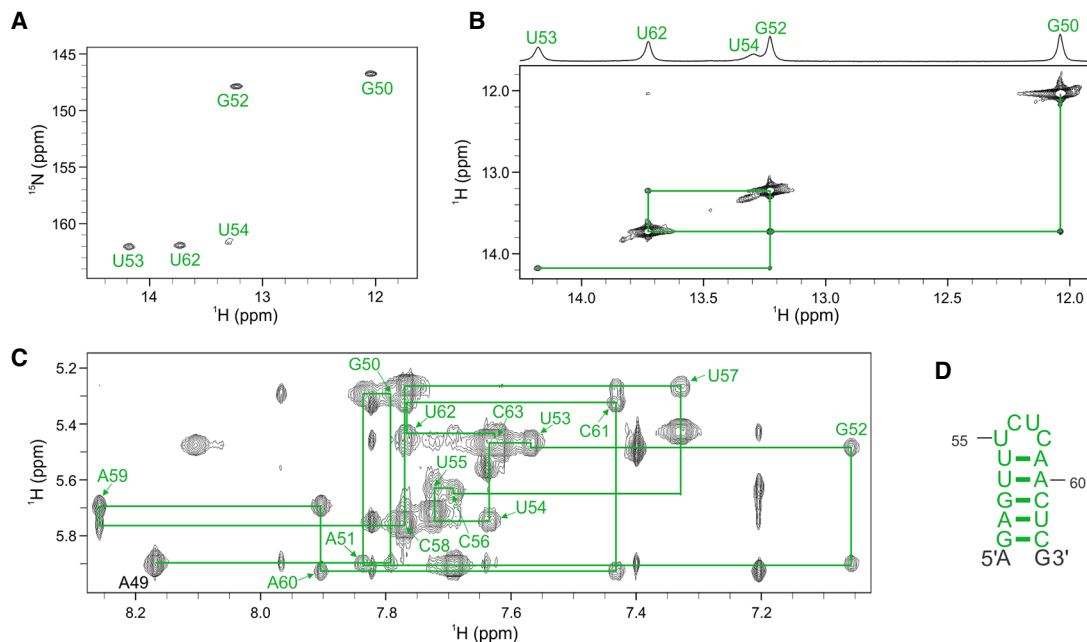 A
145
150
155
160
¹⁵N (ppm)
G52
G50
U54
U53
U62
14
13
12
¹H (ppm)
B
U53
U62
U54
G52
G50
12.0
13.0
14.0
¹H (ppm)
14.0
13.5
13.0
12.5
12.0
¹H (ppm)
C
5.2
5.4
5.6
5.8
¹H (ppm)
G50
U57
U62
C63
U53
C61
G52
A59
U55
U54
C56
C58
A51
A49
A60
8.2
8.0
7.8
7.6
7.4
7.2
¹H (ppm)
D
C U
55 U C
U A
U A 60
G C
A U
G C
5'A G3'